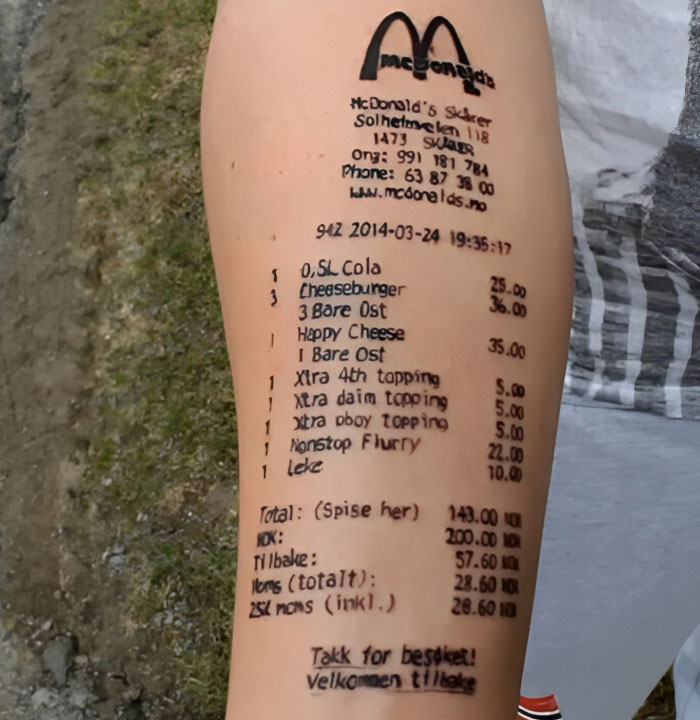 McDonald's
McDonald's Skårer
Solheimveien 118
1473 SKÅRER
Org: 991 181 784
Phone: 63 87 38 00
www.mcdonalds.no
942 2014-03-24 19:35:17
1 0,5L Cola 25.00
3 Cheeseburger 36.00
3 Bare Ost
1 Happy Cheese 35.00
1 Bare Ost
1 Xtra 4th topping 5.00
1 Xtra daim topping 5.00
1 Xtra oboy topping 5.00
1 Nonstop Flurry 22.00
1 Leke 10.00
Total: (Spise her) 143.00 NOK
NOK: 200.00 NOK
Tilbake: 57.60 NOK
Moms (totalt): 28.60 NOK
25% moms (inkl.) 28.60 NOK
Takk for besøket!
Velkommen tilbake